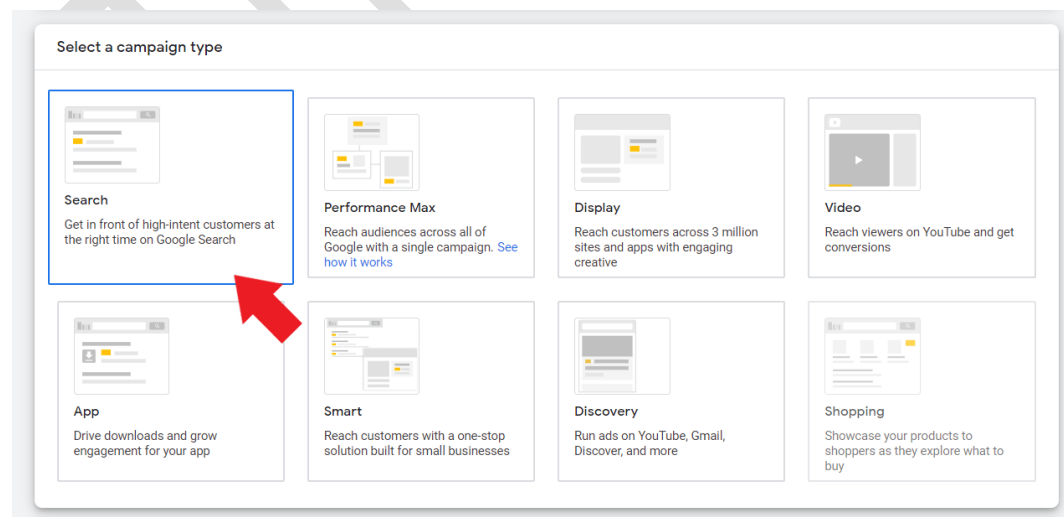 Select a campaign type
Search
Get in front of high-intent customers at
the right time on Google Search
Performance Max
Reach audiences across all of
Google with a single campaign. See
how it works
Display
Reach customers across 3 million
sites and apps with engaging
creative
Video
Reach viewers on YouTube and get
conversions
App
Drive downloads and grow
engagement for your app
Smart
Reach customers with a one-stop
solution built for small businesses
Discovery
Run ads on YouTube, Gmail,
Discover, and more
Shopping
Showcase your products to
shoppers as they explore what to
buy